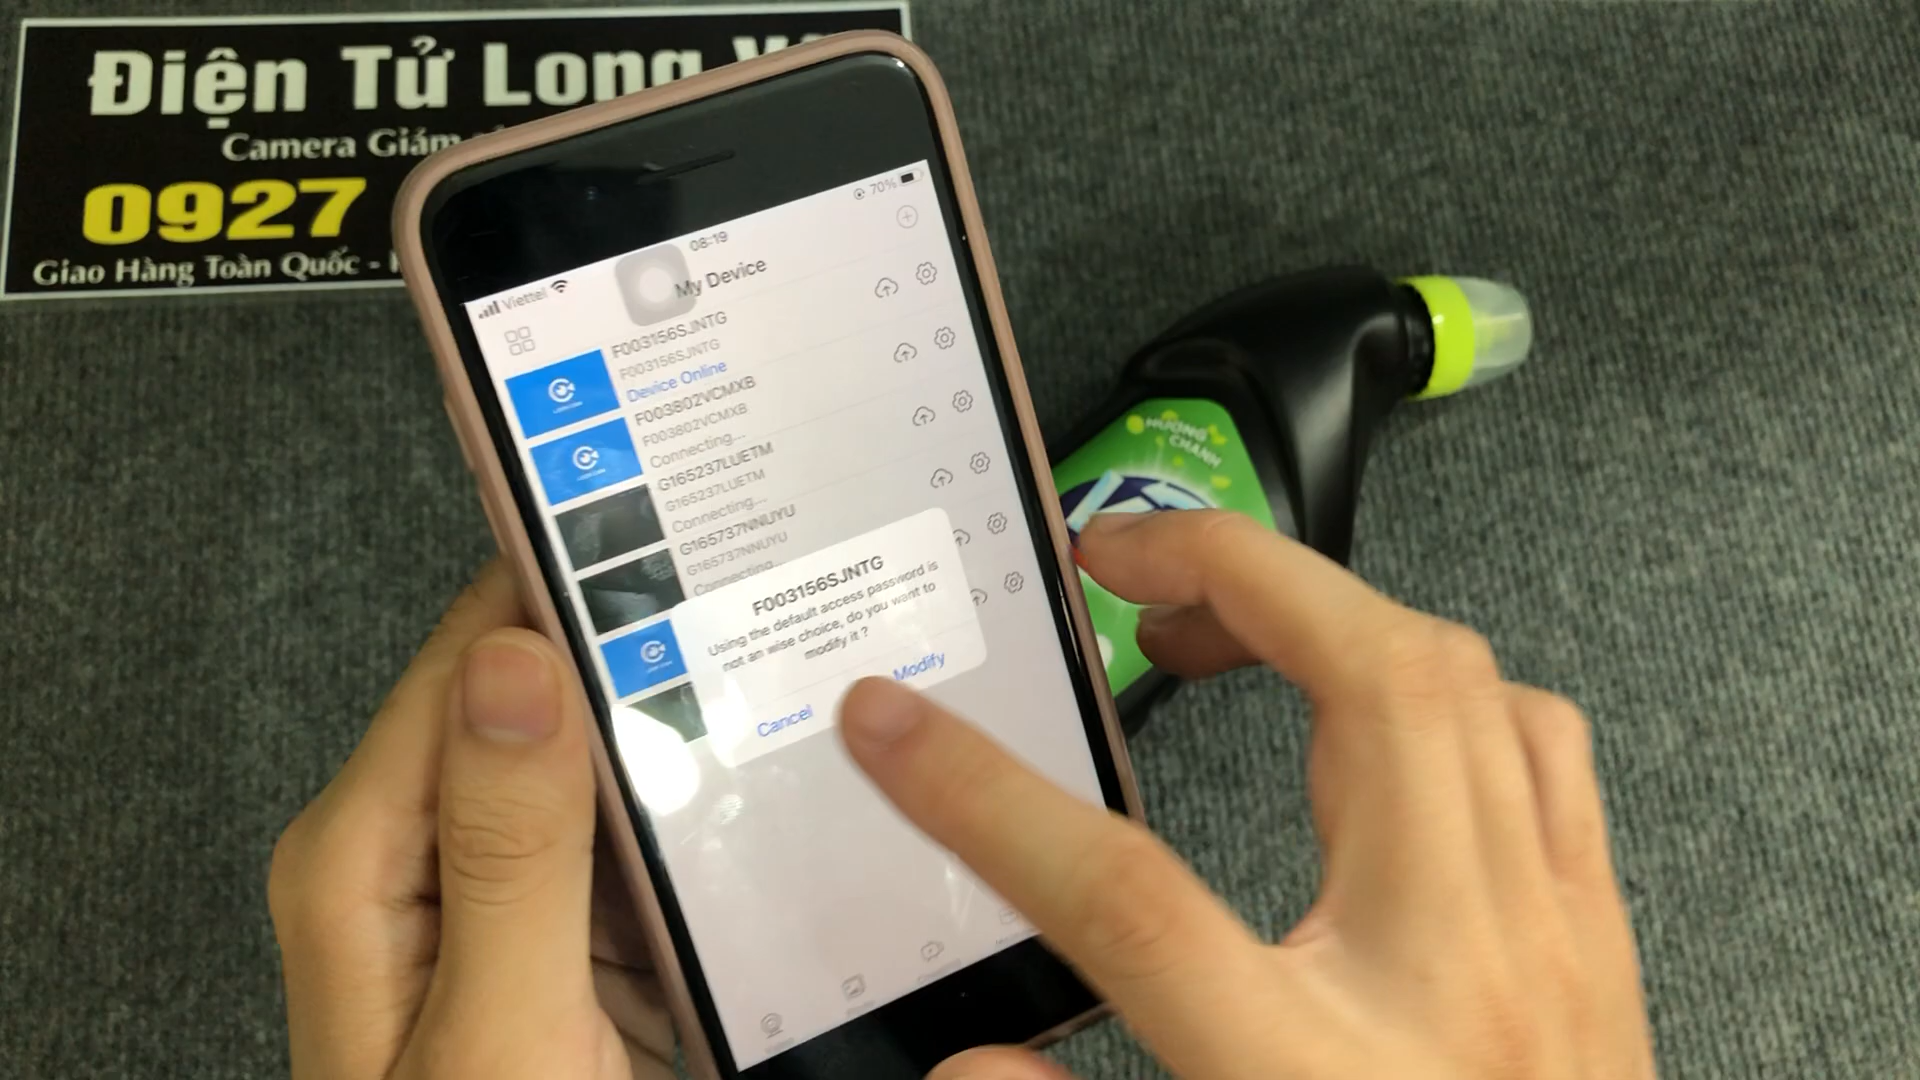 Điện Tử Long
Camera Giám
0927
Giao Hàng Toàn Quốc -
Viettel
08:19
70%
My Device
F003156SJNTG
F003156SJNTG
Device Online
F003802VCMXB
F003802VCMXB
Connecting...
G165237LUETM
G165237LUETM
Connecting...
G165737NNUYU
G165737NNUYU
Connecting...
F003156SJNTG
Using the default access password is
not an wise choice, do you want to
modify it ?
Cancel
Modify
HƯƠNG
CHANH